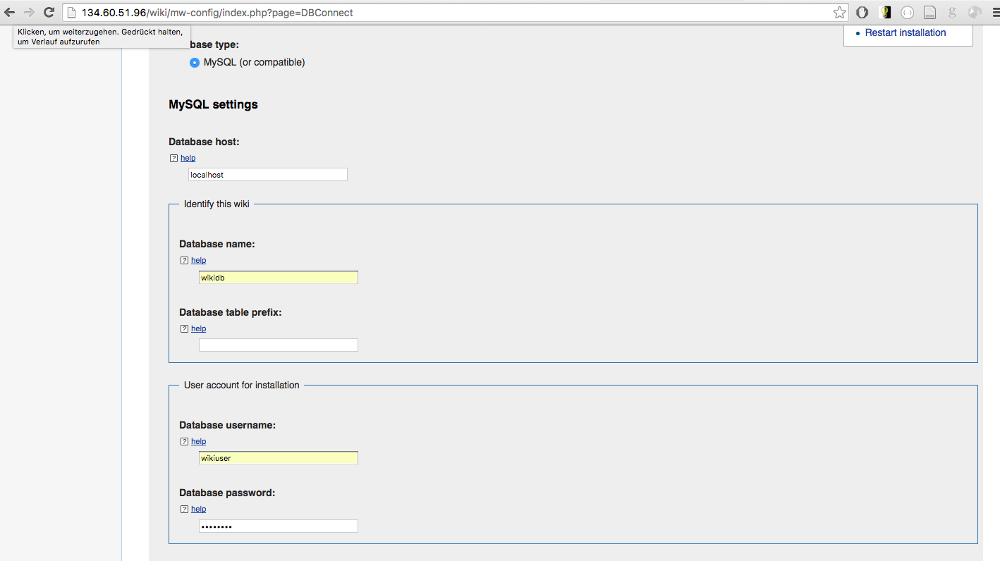 134.60.51.96/wiki/mw-config/index.php?page=DBConnect
Klicken, um weiterzugehen. Gedrückt halten,
um Verlauf aufzurufen
base type:
Restart installation
MySQL (or compatible)
MySQL settings
Database host:
? help
localhost
Identify this wiki
Database name:
? help
wikidb
Database table prefix:
? help
User account for installation
Database username:
? help
wikiuser
Database password:
? help
••••••••